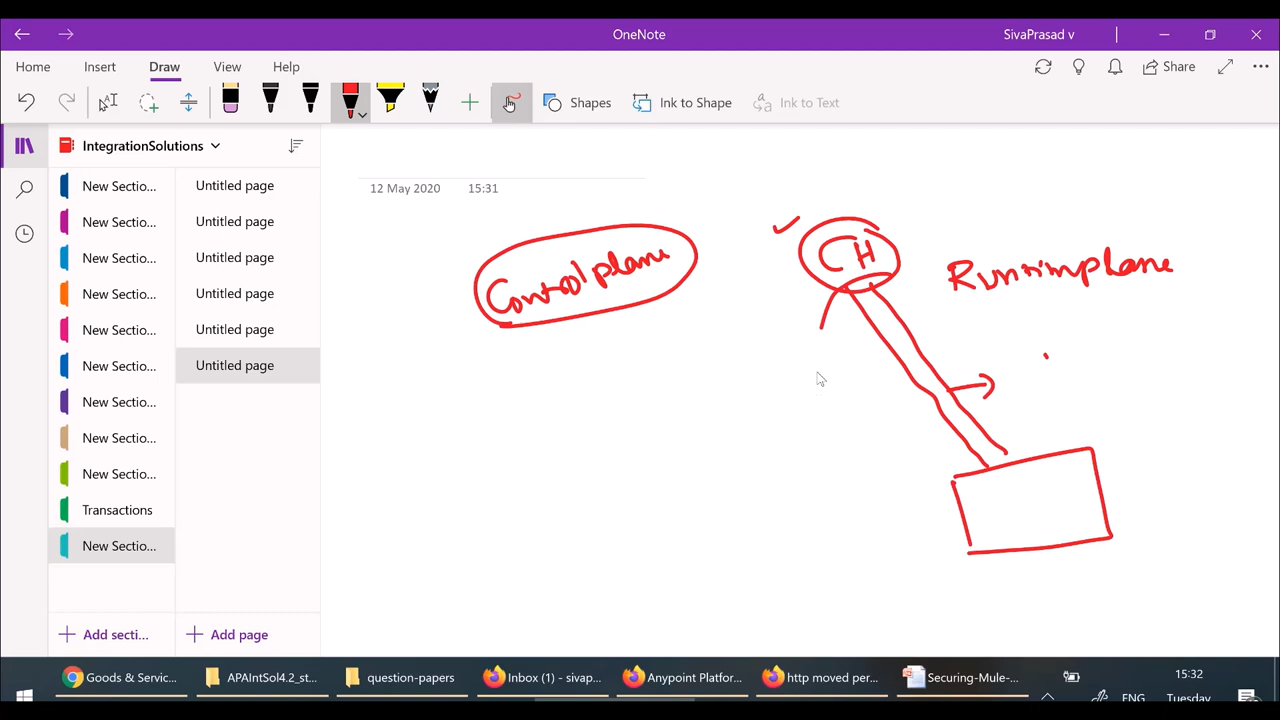 OneNote
SivaPrasad v
Home
Insert
Draw
View
Help
Share
Shapes
Ink to Shape
Ink to Text
IntegrationSolutions
New Sectio...
New Sectio...
New Sectio...
New Sectio...
New Sectio...
New Sectio...
New Sectio...
New Sectio...
New Sectio...
Transactions
New Sectio...
Add secti...
Untitled page
Untitled page
Untitled page
Untitled page
Untitled page
Untitled page
Add page
12 May 2020 15:31
Control plane
CH
Runtimplane
Goods & Servic...
APAIntSol4.2_st...
question-papers
Inbox (1) - sivap...
Anypoint Platfor...
http moved per...
Securing-Mule-...
ENG
15:32
Tuesday